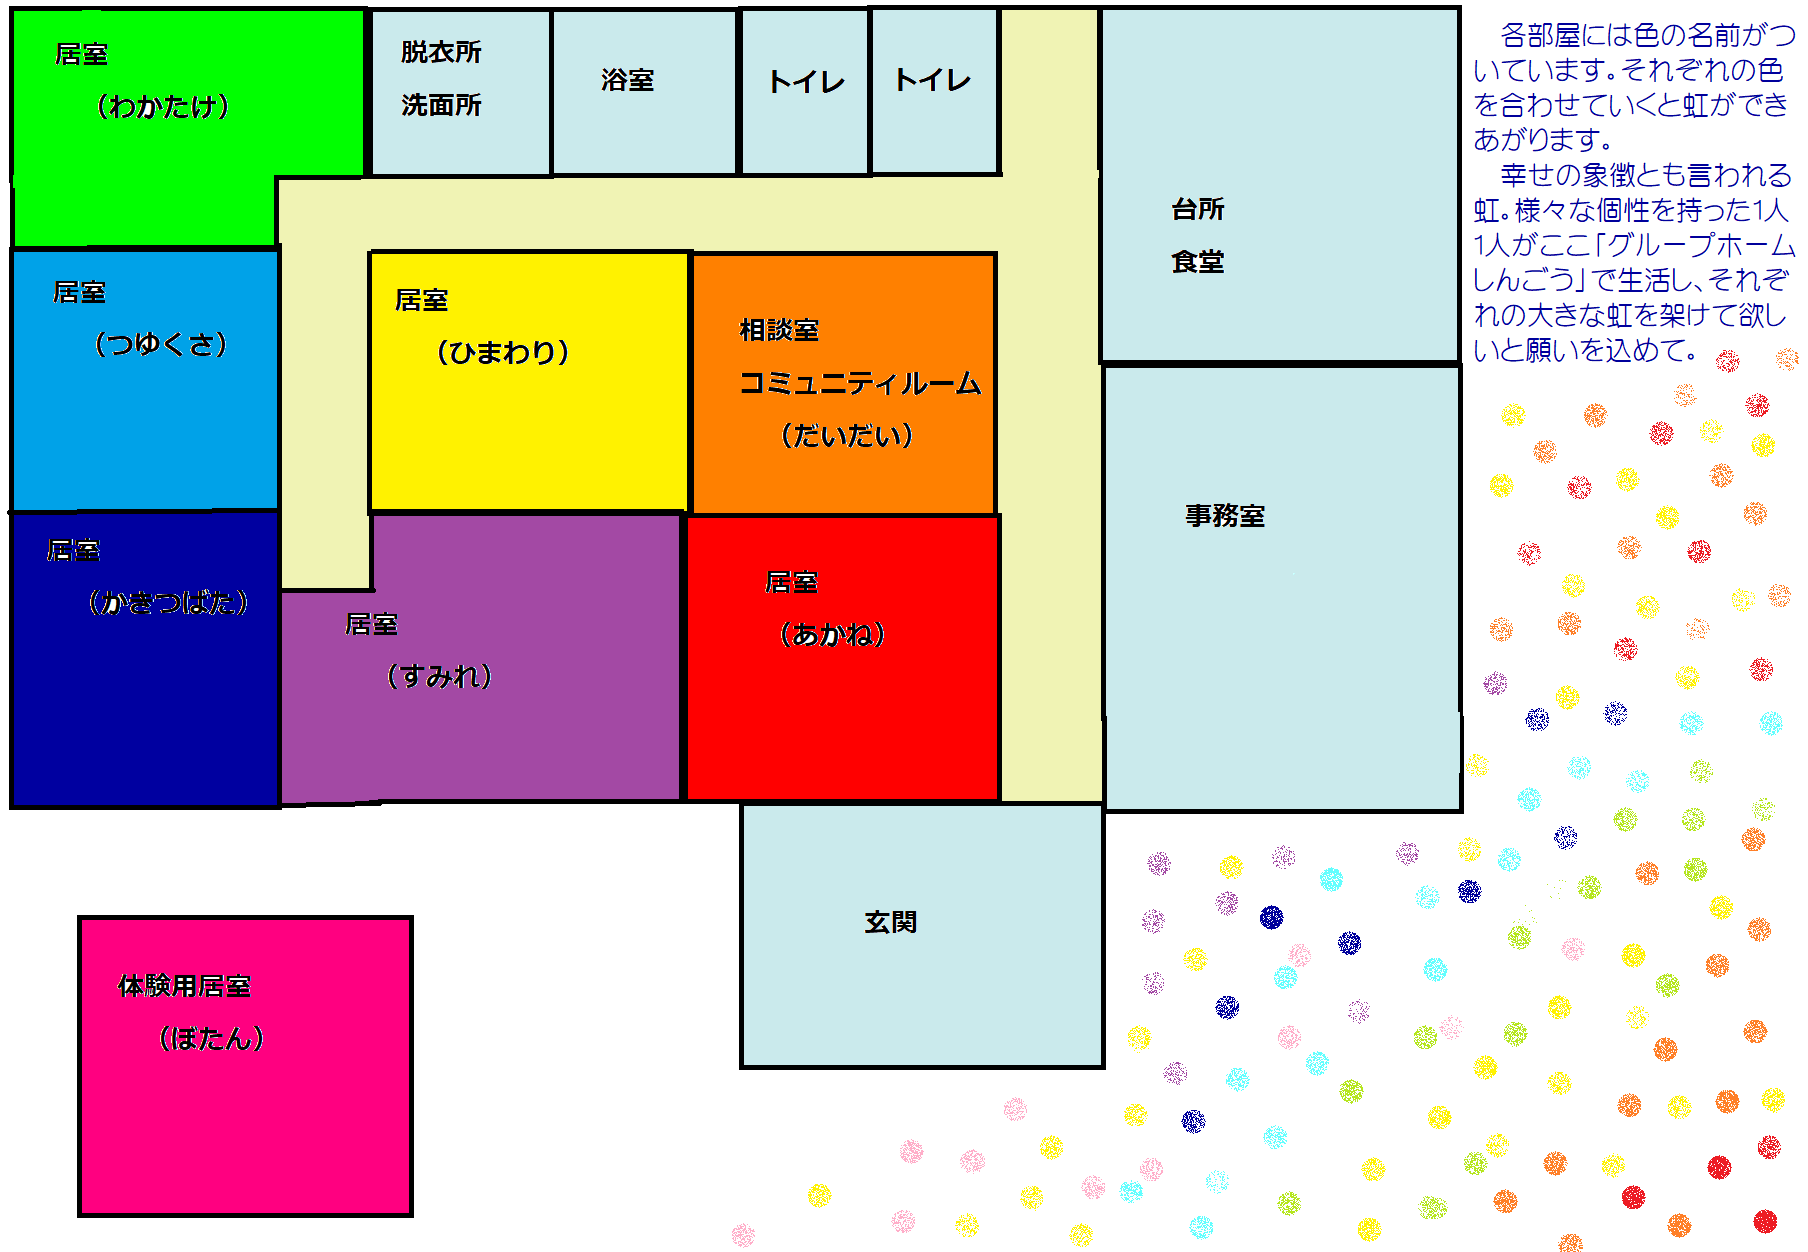 居室
（わかたけ）
脱衣所
洗面所
浴室
トイレ
トイレ
台所
食堂
各部屋には色の名前がつ
いています。それぞれの色
を合わせていくと虹ができ
あがります。
幸せの象徴とも言われる
虹。様々な個性を持った1人
1人がここ「グループホーム
しんごう」で生活し、それぞ
れの大きな虹を架けて欲し
いと願いを込めて。
居室
（つゆくさ）
居室
（ひまわり）
相談室
コミュニティルーム
（だいだい）
居室
（かきつばた）
居室
（すみれ）
居室
（あかね）
事務室
玄関
体験用居室
（ぼたん）